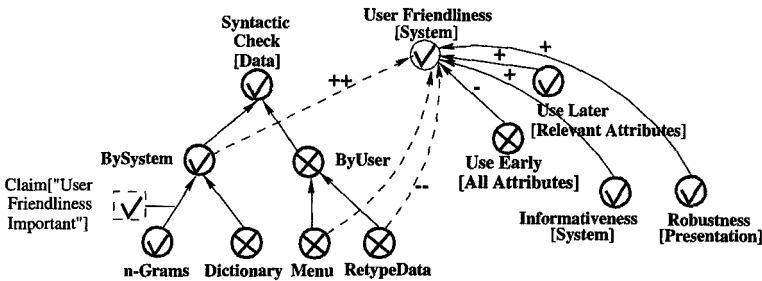 Syntactic
Check
[Data]
User Friendliness
[System]
++
+
+
+
-
Use Later
[Relevant Attributes]
Use Early
[All Attributes]
BySystem
ByUser
--
Claim["User
Friendliness
Important"]
Informativeness
[System]
Robustness
[Presentation]
n-Grams
Dictionary
Menu
RetypeData